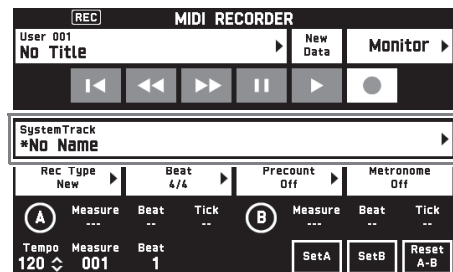 REC MIDI RECORDER
User 001
No Title
New
Data
Monitor
SystemTrack
*No Name
Rec Type
New
Beat
4/4
Precount
Off
Metronome
Off
A Measure Beat Tick B Measure Beat Tick
--- -- -- --- -- --
Tempo Measure Beat
120 001 1
SetA SetB Reset
A-B